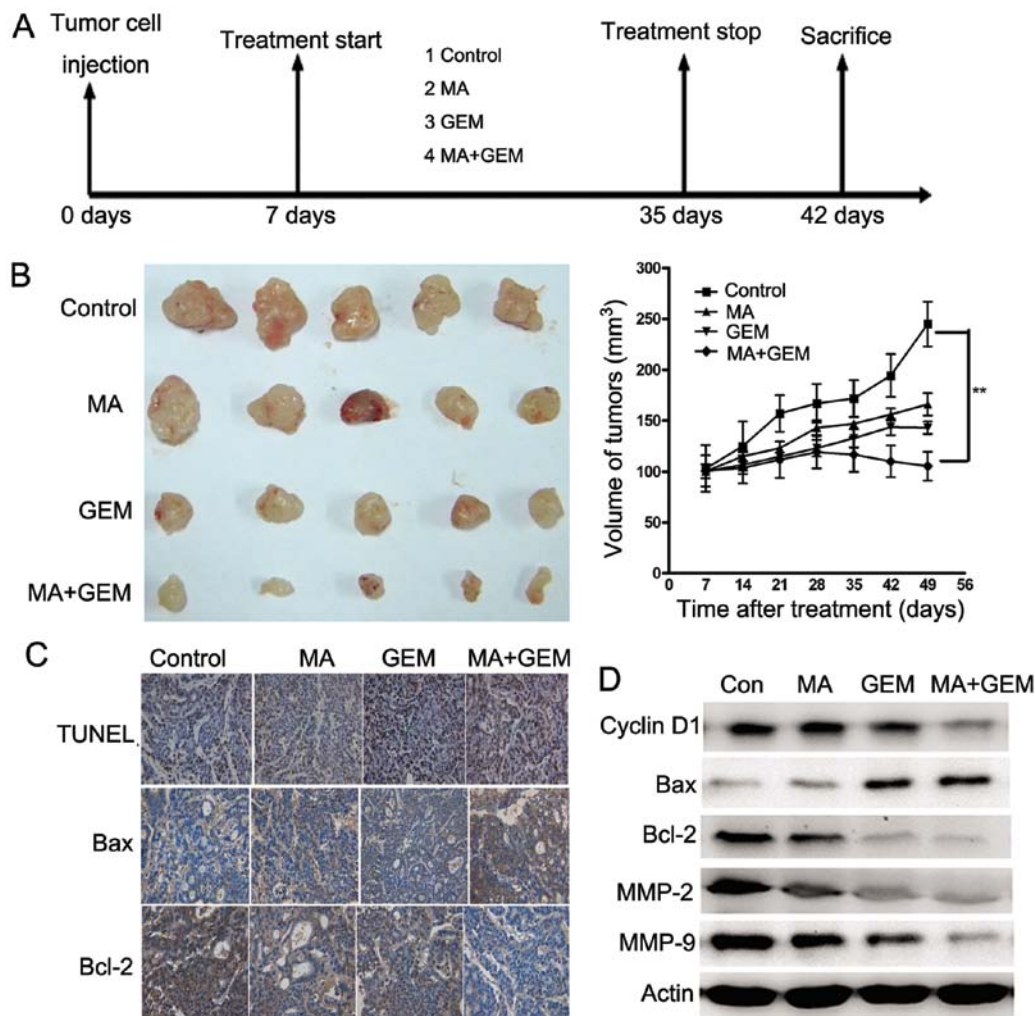 A
Tumor cell
injection
Treatment start
1 Control
2 MA
3 GEM
4 MA+GEM
Treatment stop
Sacrifice
0 days
7 days
35 days
42 days
B
Control
MA
GEM
MA+GEM
Volume of tumors (mm³)
300
250
200
150
100
50
0
Control
MA
GEM
MA+GEM
**
0 7 14 21 28 35 42 49 56
Time after treatment (days)
C
Control MA GEM MA+GEM
TUNEL
Bax
Bcl-2
D
Con MA GEM MA+GEM
Cyclin D1
Bax
Bcl-2
MMP-2
MMP-9
Actin